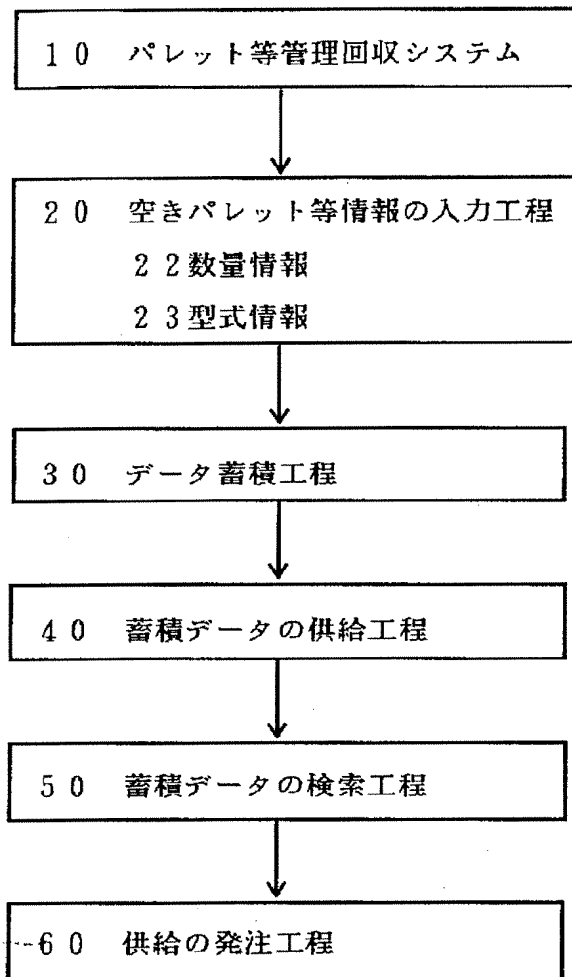 10 パレット等管理回収システム
20 空きパレット等情報の入力工程
22数量情報
23型式情報
30 データ蓄積工程
40 蓄積データの供給工程
50 蓄積データの検索工程
60 供給の発注工程